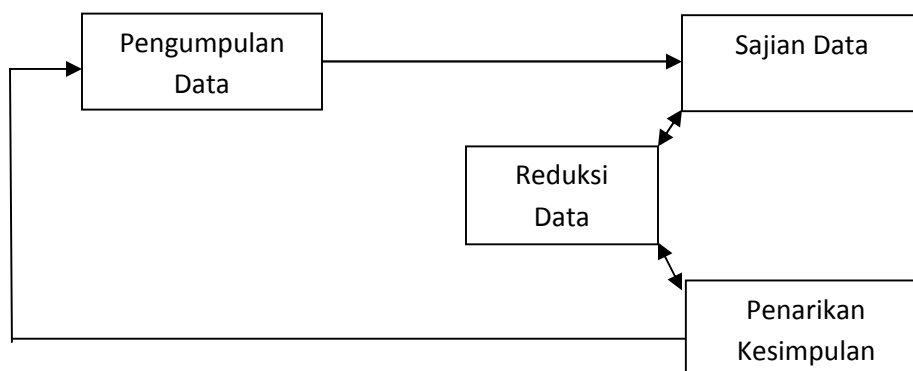 Pengumpulan
Data
Sajian Data
Reduksi
Data
Penarikan
Kesimpulan